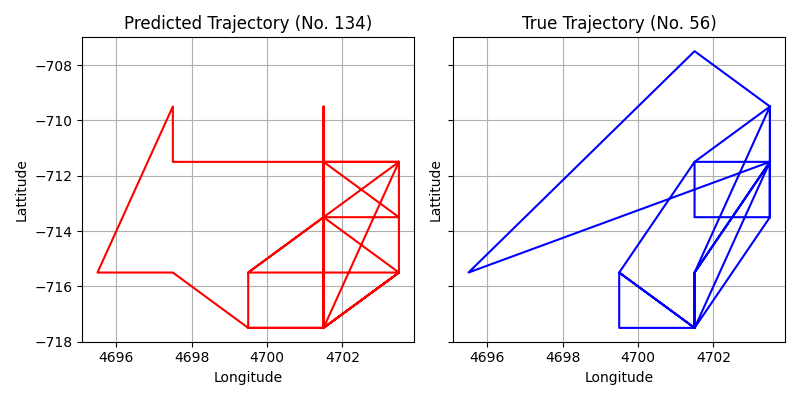 Predicted Trajectory (No. 134)
True Trajectory (No. 56)
Lattitude
−708
−710
−712
−714
−716
−718
4696
4698
4700
4702
Longitude
Lattitude
4696
4698
4700
4702
Longitude